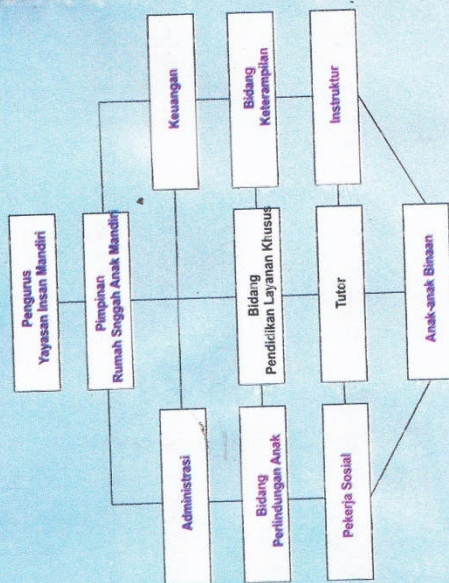 Pengurus
Yayasan Insan Mandiri
Pimpinan
Rumah Snggah Anak Mandiri
Administrasi
Keuangan
Bidang
Perlindungan Anak
Bidang
Pendidikan Layanan Khusus
Bidang
Keterampilan
Pekerja Sosial
Tutor
Instruktur
Anak-anak Binaan